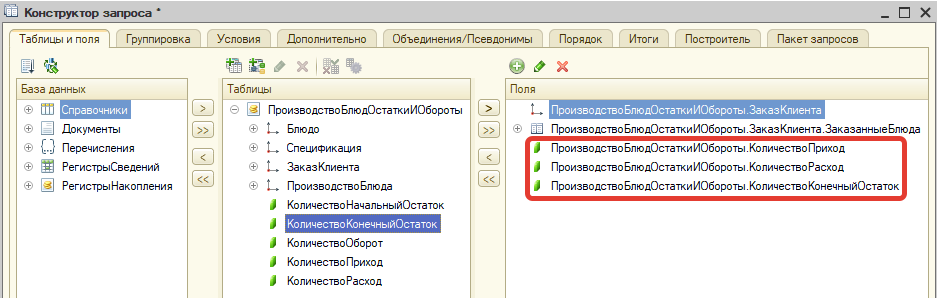 Конструктор запроса *
Таблицы и поля
Группировка
Условия
Дополнительно
Объединения/Псевдонимы
Порядок
Итоги
Построитель
Пакет запросов
База данных
Справочники
Документы
Перечисления
РегистрыСведений
РегистрыНакопления
>
>>
<
<<
Таблицы
ПроизводствоБлюдОстаткиИОбороты
Блюдо
Спецификация
ЗаказКлиента
ПроизводствоБлюда
КоличествоНачальныйОстаток
КоличествоКонечныйОстаток
КоличествоОборот
КоличествоПриход
КоличествоРасход
>
>>
<
<<
Поля
ПроизводствоБлюдОстаткиИОбороты.ЗаказКлиента
ПроизводствоБлюдОстаткиИОбороты.ЗаказКлиента.ЗаказанныеБлюда
ПроизводствоБлюдОстаткиИОбороты.КоличествоПриход
ПроизводствоБлюдОстаткиИОбороты.КоличествоРасход
ПроизводствоБлюдОстаткиИОбороты.КоличествоКонечныйОстаток